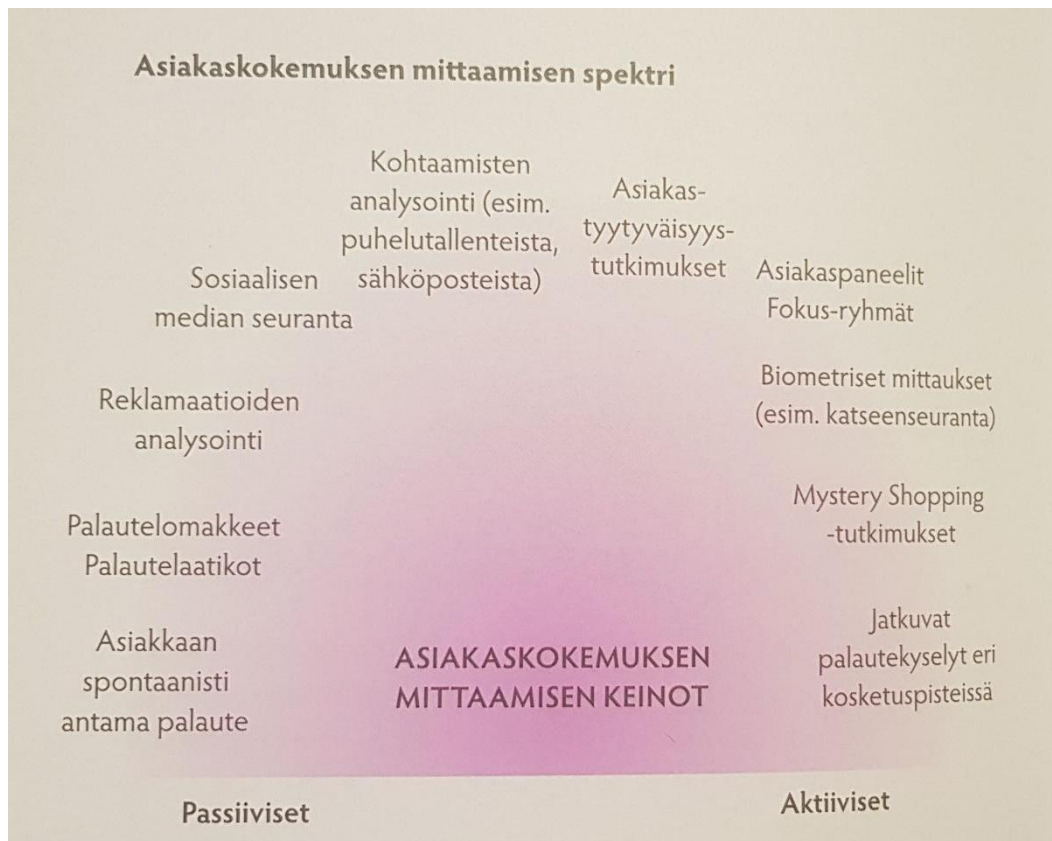 Asiakaskokemuksen mittaamisen spektri
Kohtaamisten
analysointi (esim.
puhelutallenteista,
sähköposteista)
Asiakas-
tyytyväisyys-
tutkimukset
Sosiaalisen
median seuranta
Asiakaspaneelit
Fokus-ryhmät
Reklamaatioiden
analysointi
Biometriset mittaukset
(esim. katseenseuranta)
Palautelomakkeet
Palautelaatikot
Mystery Shopping
-tutkimukset
Asiakkaan
spontaanisti
antama palaute
ASIAKASKOKEMUKSEN
MITTAAMISEN KEINOT
Jatkuvat
palautekyselyt eri
kosketuspisteissä
Passiiviset
Aktiiviset